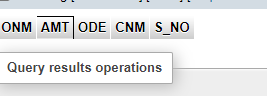 ONM AMT ODE CNM S_NO
Query results operations